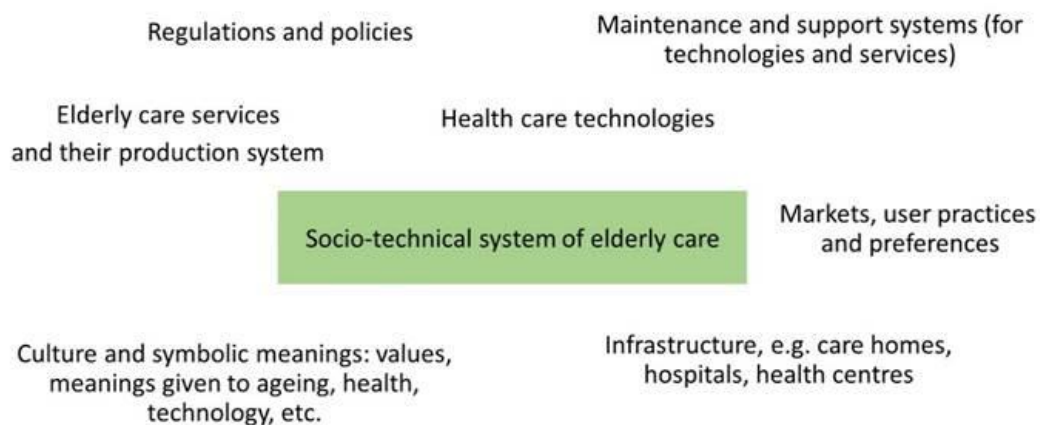 Regulations and policies
Maintenance and support systems (for
technologies and services)
Elderly care services
and their production system
Health care technologies
Socio-technical system of elderly care
Markets, user practices
and preferences
Culture and symbolic meanings: values,
meanings given to ageing, health,
technology, etc.
Infrastructure, e.g. care homes,
hospitals, health centres